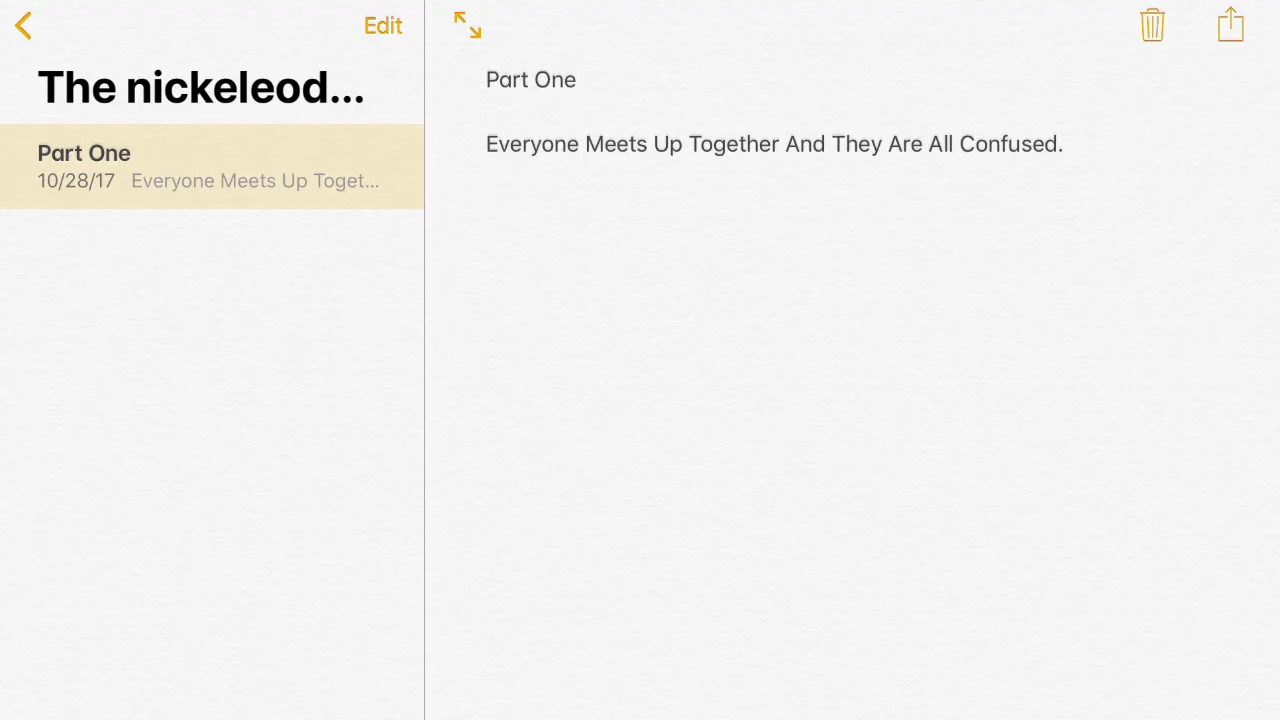 Edit
The nickeleod...
Part One
10/28/17 Everyone Meets Up Toget...
Part One
Everyone Meets Up Together And They Are All Confused.